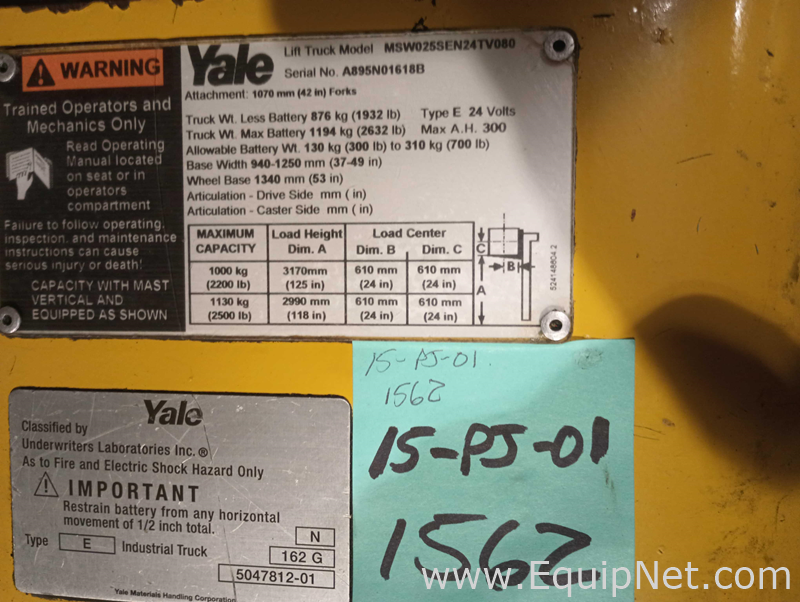 WARNING
Trained Operators and
Mechanics Only
Read Operating
Manual located
on seat or in
operators
compartment
Failure to follow operating,
inspection, and maintenance
instructions can cause
serious injury or death!
CAPACITY WITH MAST
VERTICAL AND
EQUIPPED AS SHOWN
Yale Lift Truck Model MSW025SEN24TV080
Serial No. A895N01618B
Attachment: 1070 mm (42 in) Forks
Truck Wt. Less Battery 876 kg (1932 lb) Type E 24 Volts
Truck Wt. Max Battery 1194 kg (2632 lb) Max A.H. 300
Allowable Battery Wt. 130 kg (300 lb) to 310 kg (700 lb)
Base Width 940-1250 mm (37-49 in)
Wheel Base 1340 mm (53 in)
Articulation - Drive Side mm ( in)
Articulation - Caster Side mm ( in)
MAXIMUM CAPACITY Load Height Dim. A Load Center Dim. B Dim. C
1000 kg (2200 lb) 3170mm (125 in) 610 mm (24 in) 610 mm (24 in)
1130 kg (2500 lb) 2990 mm (118 in) 610 mm (24 in) 610 mm (24 in)
C
B
A
524148804 2
Yale
Classified by
Underwriters Laboratories Inc.®
As to Fire and Electric Shock Hazard Only
IMPORTANT
Restrain battery from any horizontal
movement of 1/2 inch total.
N
Type E Industrial Truck
162 G
5047812-01
Yale Materials Handling Corporation
15-PJ-01.
1562
15-PJ-01
1562
www.EquipNet.com